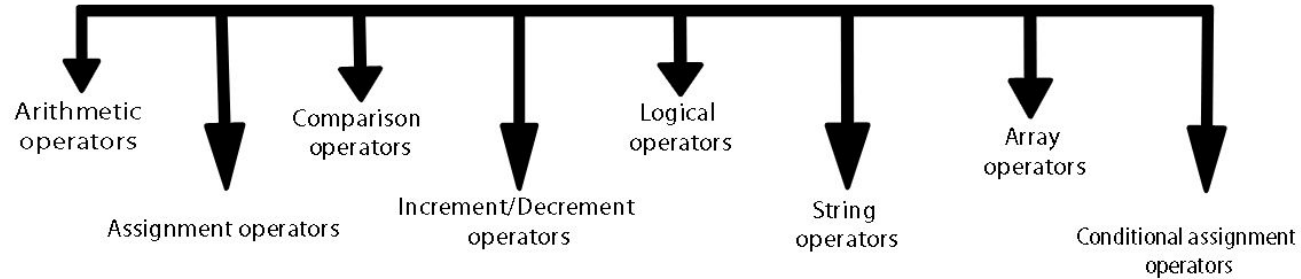 Arithmetic
operators
Assignment operators
Comparison
operators
Increment/Decrement
operators
Logical
operators
String
operators
Array
operators
Conditional assignment
operators